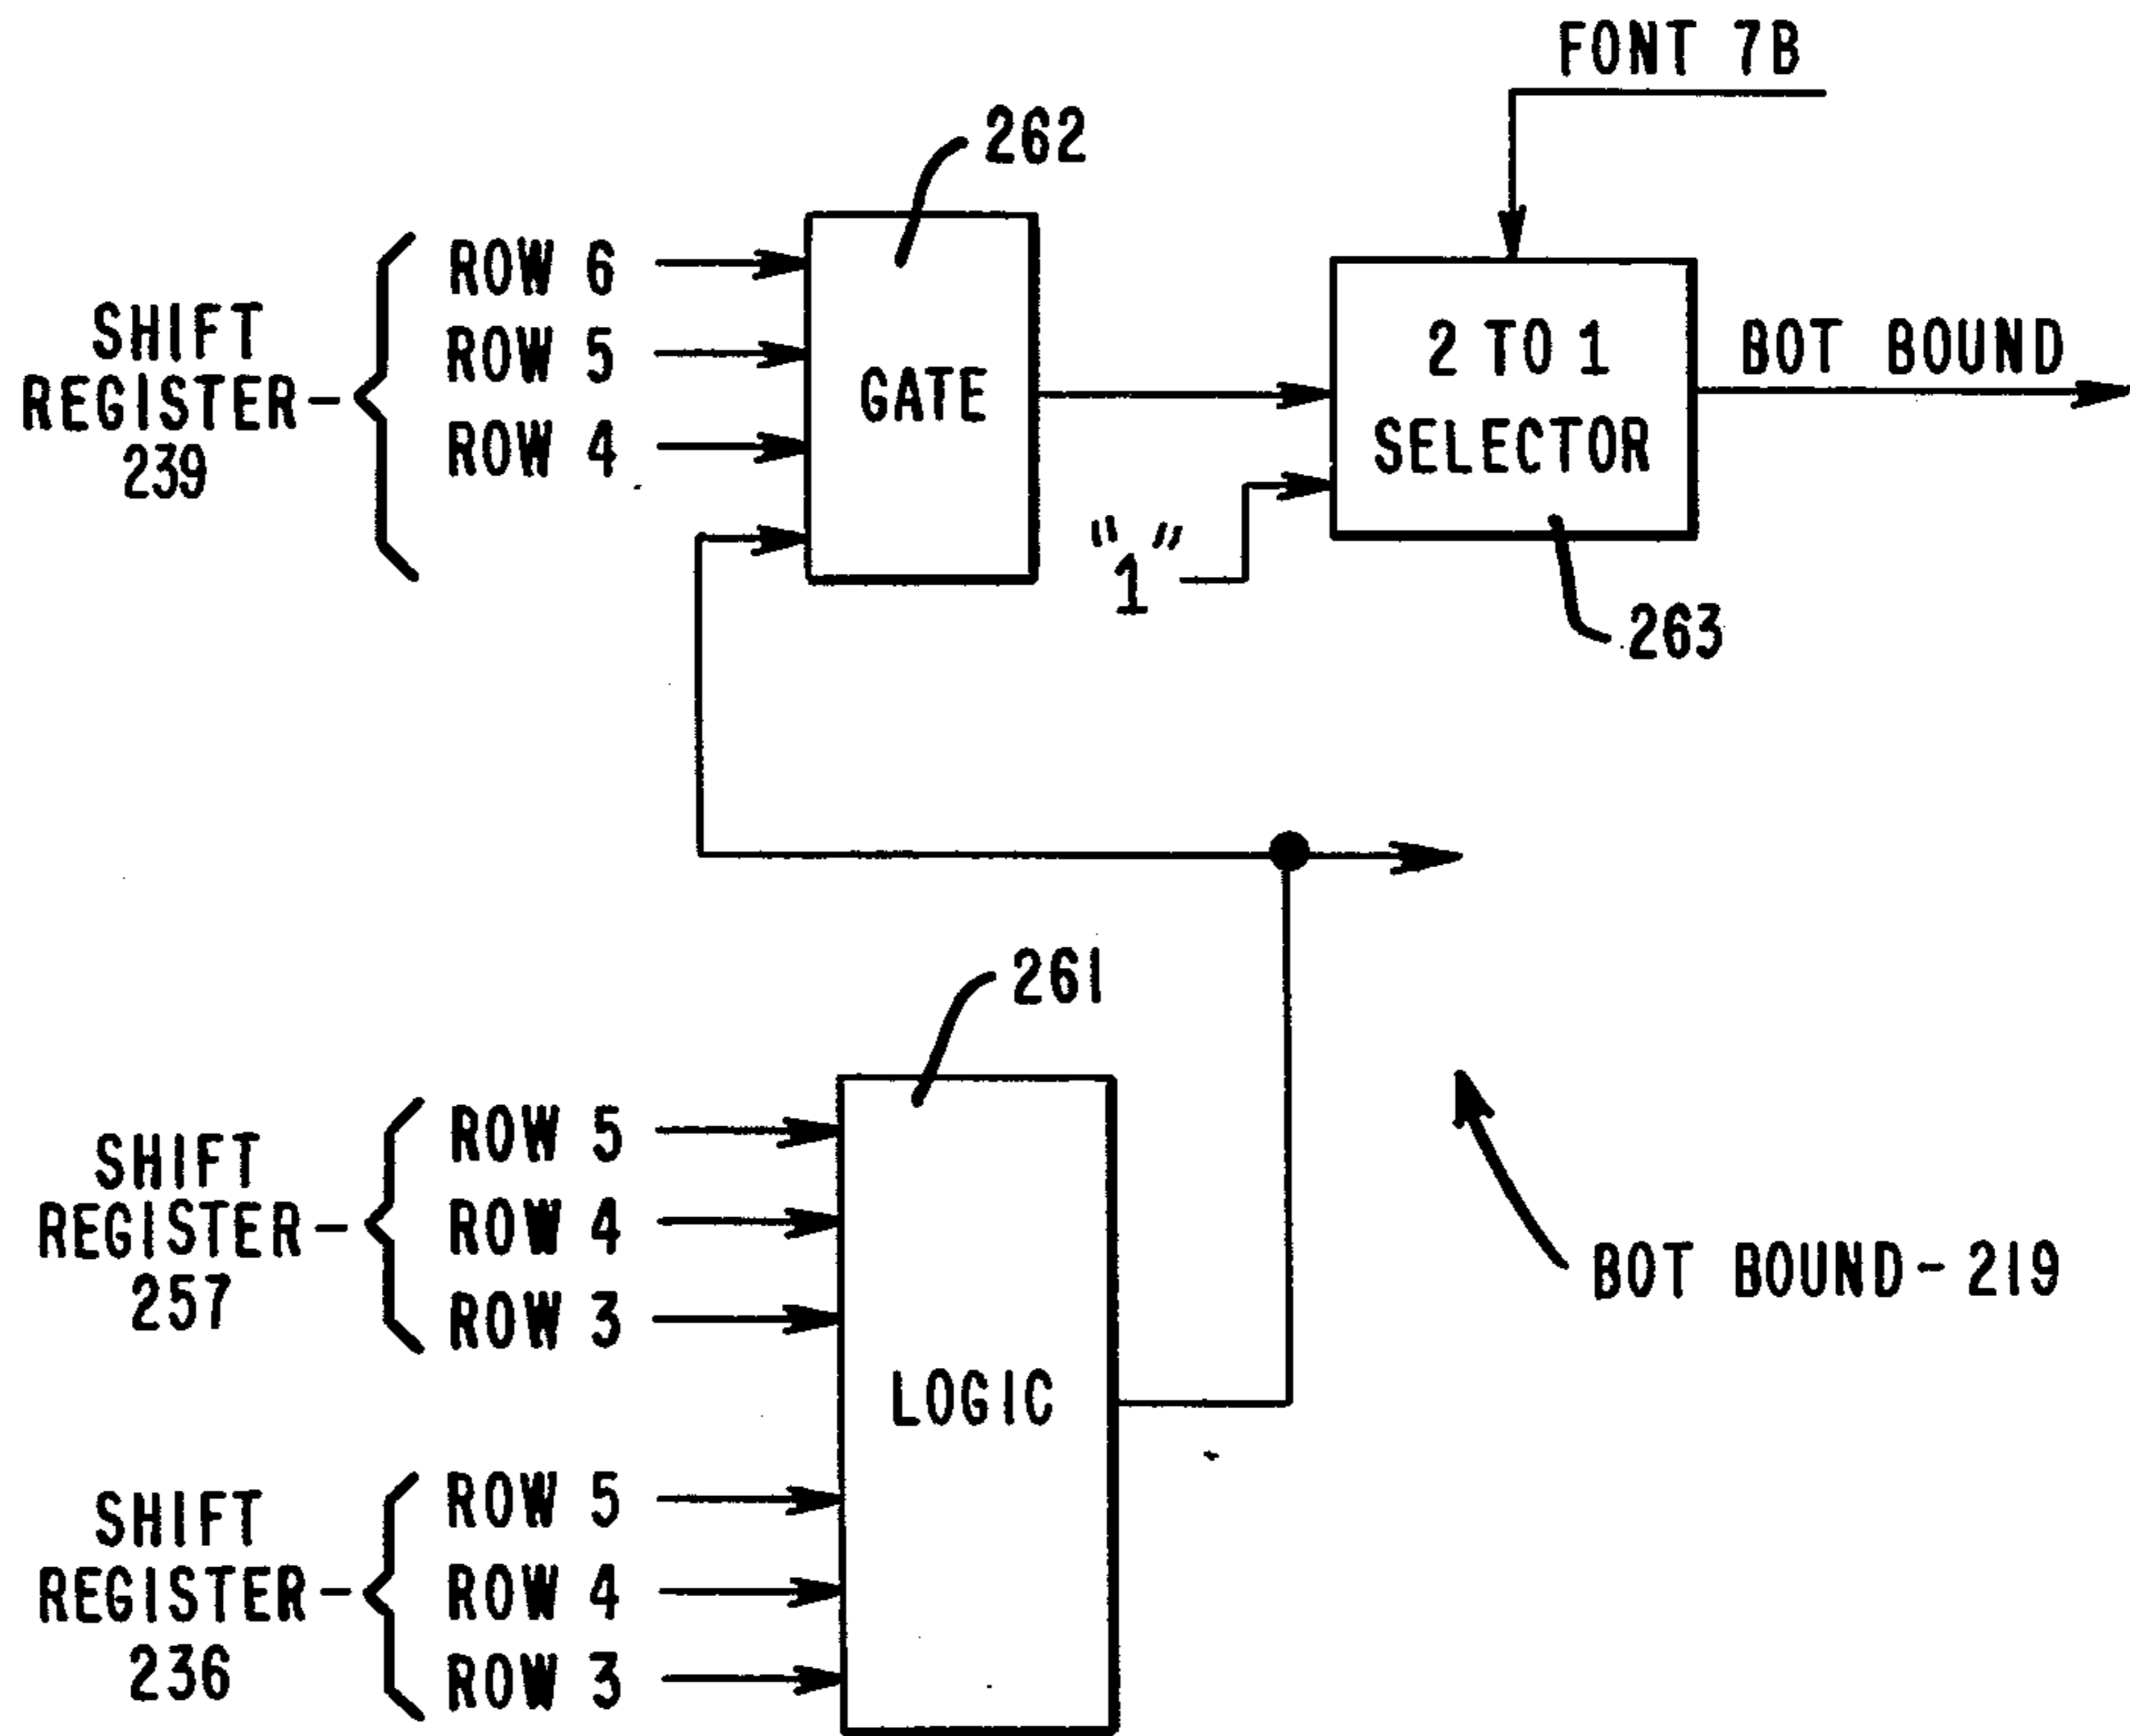 FONT 7B
262
SHIFT
REGISTER-
239
ROW 6
ROW 5
ROW 4
GATE
2 TO 1
SELECTOR
BOT BOUND
"1"
263
261
SHIFT
REGISTER-
257
ROW 5
ROW 4
ROW 3
LOGIC
BOT BOUND-219
SHIFT
REGISTER-
236
ROW 5
ROW 4
ROW 3